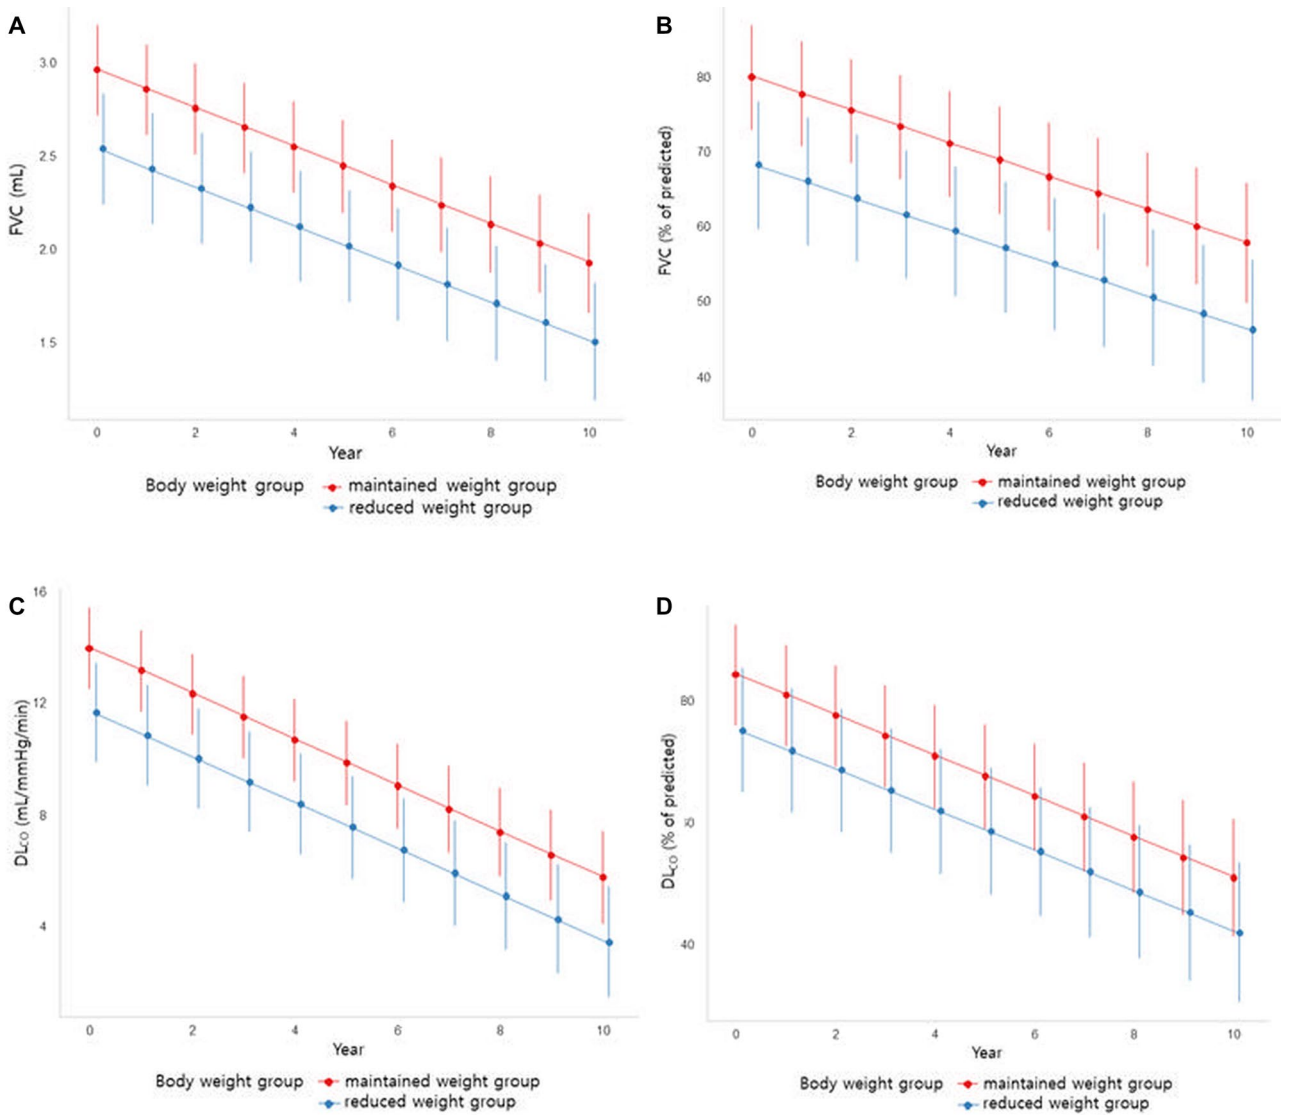 A
FVC (mL)
3.0
2.5
2.0
1.5
0 2 4 6 8 10
Year
Body weight group maintained weight group
reduced weight group
B
FVC (% of predicted)
80
70
60
50
40
0 2 4 6 8 10
Year
Body weight group maintained weight group
reduced weight group
C
DLCO (mL/mmHg/min)
16
12
8
4
0 2 4 6 8 10
Year
Body weight group maintained weight group
reduced weight group
D
DLCO (% of predicted)
80
40
0 2 4 6 8 10
Year
Body weight group maintained weight group
reduced weight group